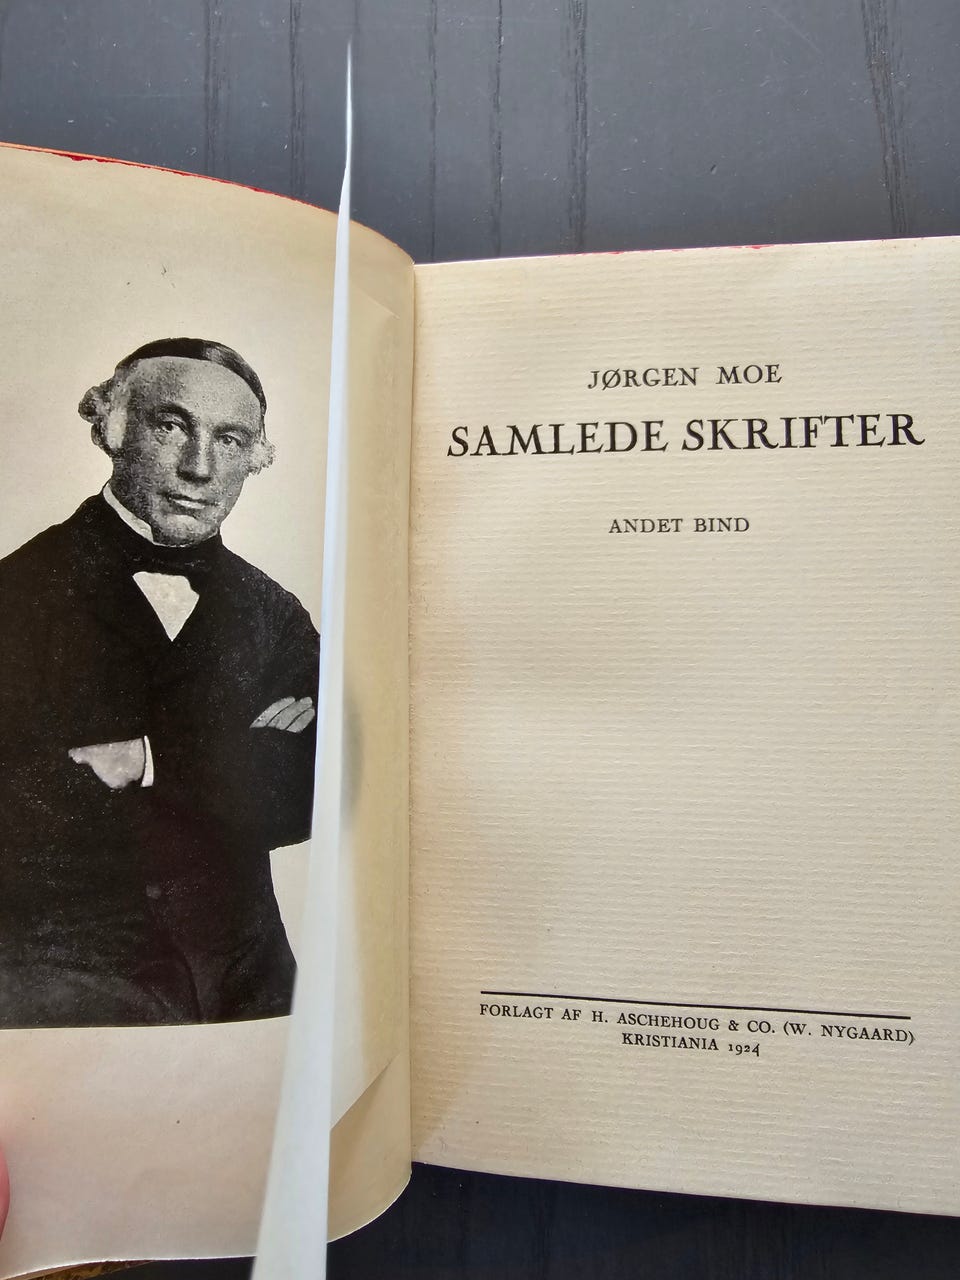 JØRGEN MOE
SAMLEDE SKRIFTER
ANDET BIND
FORLAGT AF H. ASCHEHOUG & CO. (W. NYGAARD)
KRISTIANIA 1924